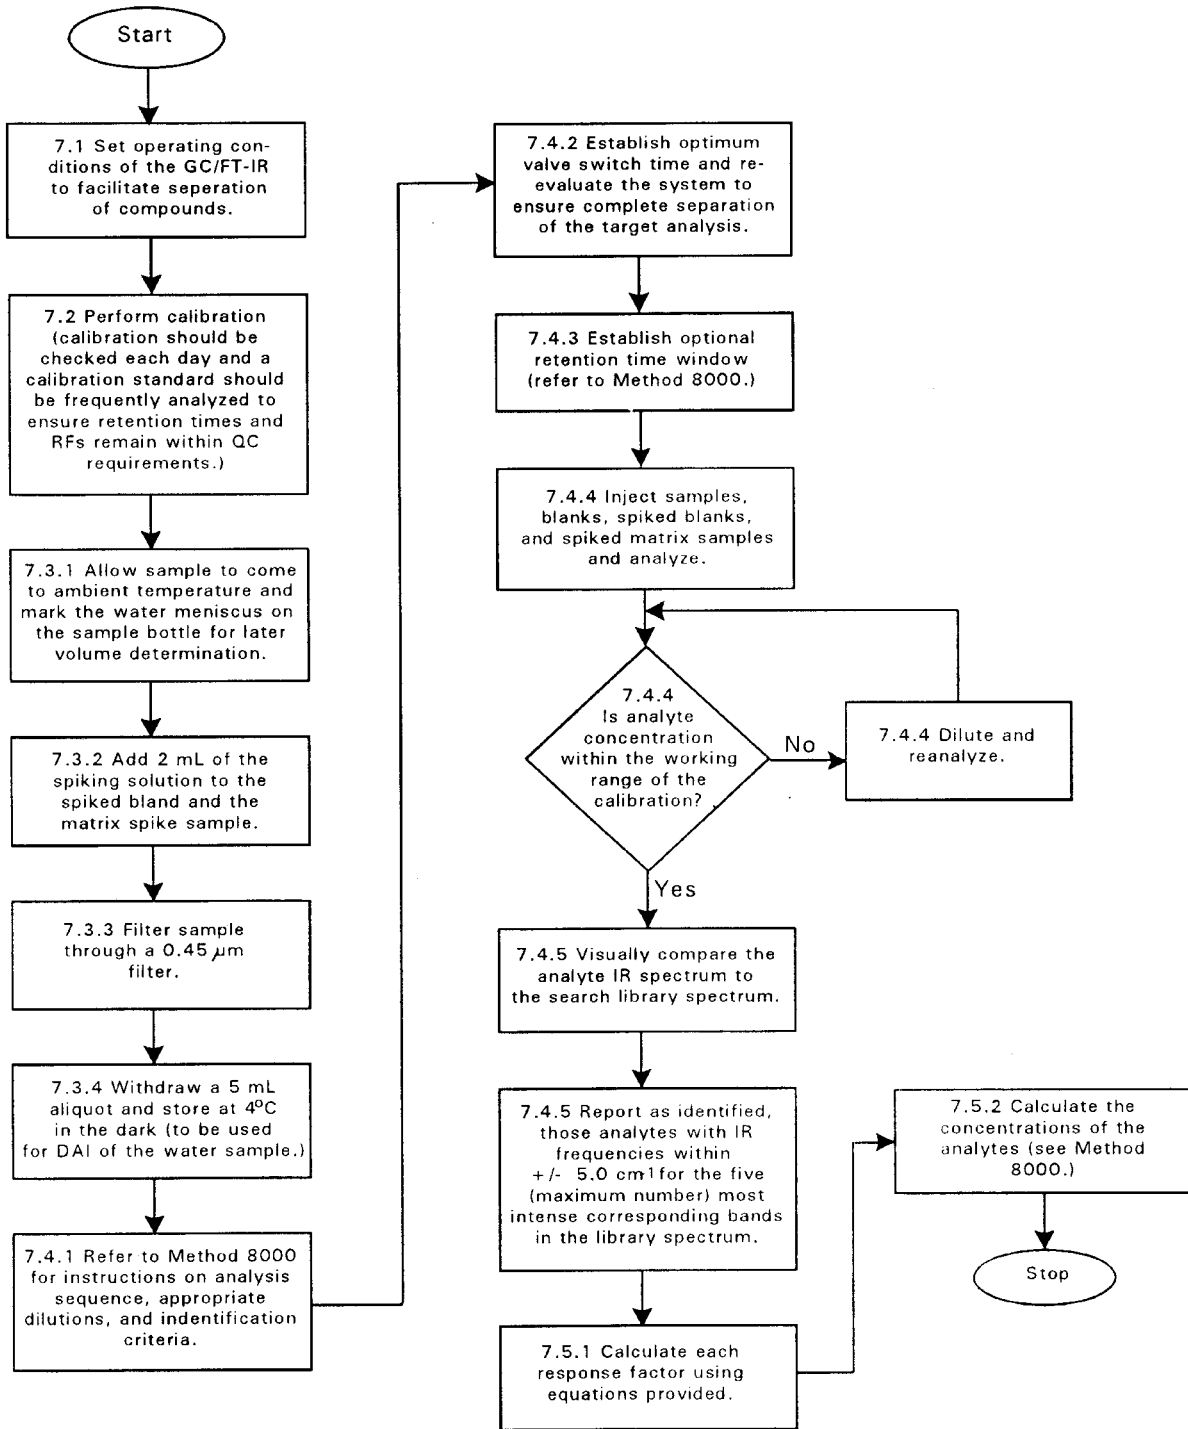 Start
7.1 Set operating con-
ditions of the GC/FT-IR
to facilitate seperation
of compounds.
7.2 Perform calibration
(calibration should be
checked each day and a
calibration standard should
be frequently analyzed to
ensure retention times and
RFs remain within QC
requirements.)
7.3.1 Allow sample to come
to ambient temperature and
mark the water meniscus on
the sample bottle for later
volume determination.
7.3.2 Add 2 mL of the
spiking solution to the
spiked bland and the
matrix spike sample.
7.3.3 Filter sample
through a 0.45 µm
filter.
7.3.4 Withdraw a 5 mL
aliquot and store at 4ºC
in the dark (to be used
for DAI of the water sample.)
7.4.1 Refer to Method 8000
for instructions on analysis
sequence, appropriate
dilutions, and indentification
criteria.
7.4.2 Establish optimum
valve switch time and re-
evaluate the system to
ensure complete separation
of the target analysis.
7.4.3 Establish optional
retention time window
(refer to Method 8000.)
7.4.4 Inject samples,
blanks, spiked blanks,
and spiked matrix samples
and analyze.
7.4.4
Is analyte
concentration
within the working
range of the
calibration?
No
7.4.4 Dilute and
reanalyze.
Yes
7.4.5 Visually compare the
analyte IR spectrum to
the search library spectrum.
7.4.5 Report as identified,
those analytes with IR
frequencies within
+/- 5.0 cm-1 for the five
(maximum number) most
intense corresponding bands
in the library spectrum.
7.5.1 Calculate each
response factor using
equations provided.
7.5.2 Calculate the
concentrations of the
analytes (see Method
8000.)
Stop